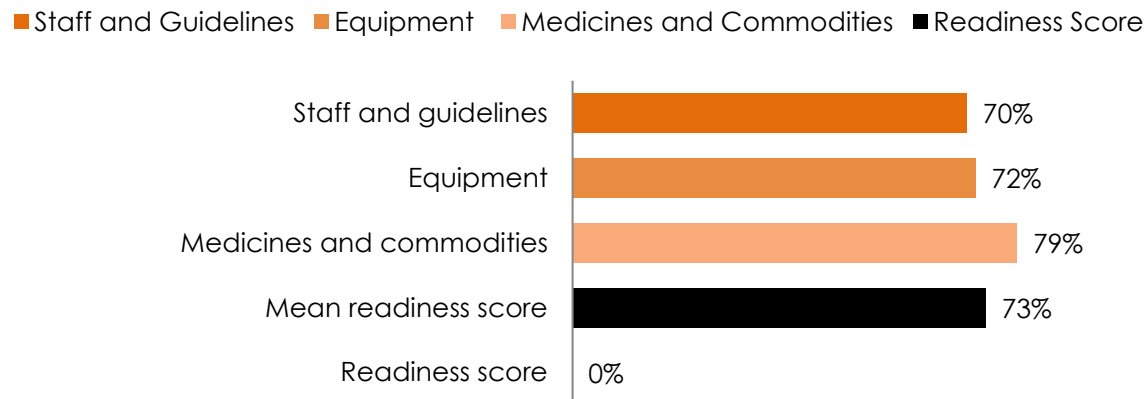 Staff and Guidelines Equipment Medicines and Commodities Readiness Score
Staff and guidelines 70%
Equipment 72%
Medicines and commodities 79%
Mean readiness score 73%
Readiness score 0%